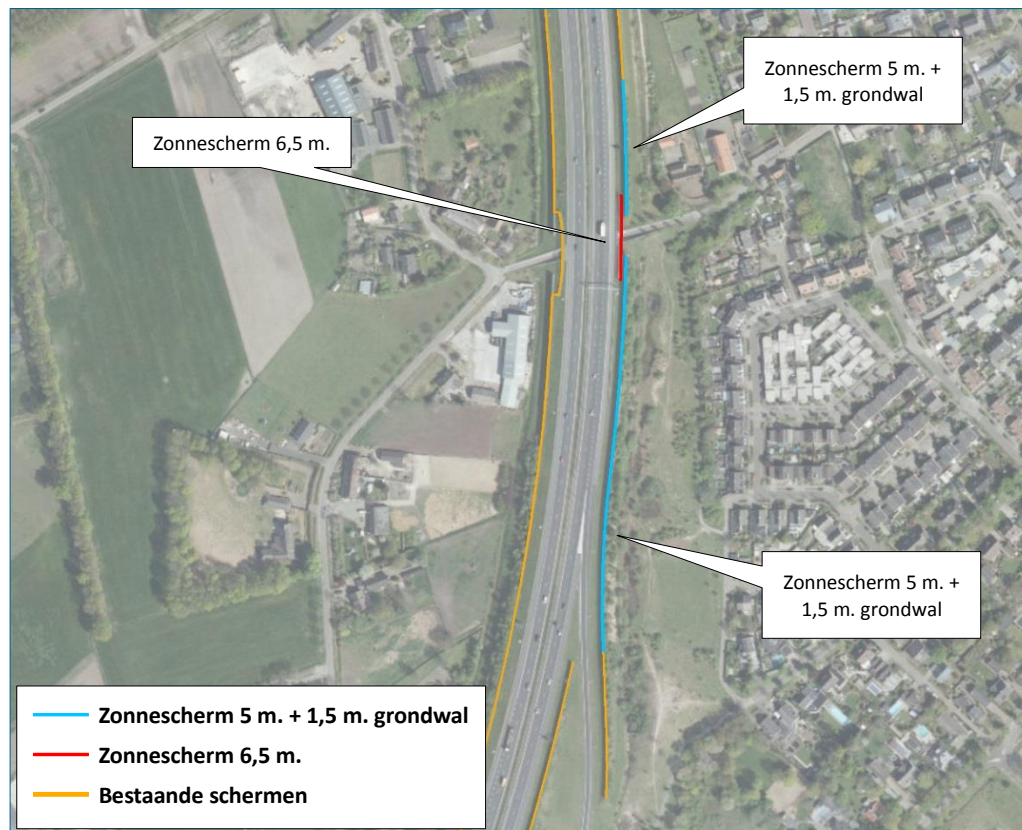 Zonnescherm 5 m. +
1,5 m. grondwal
Zonnescherm 6,5 m.
Zonnescherm 5 m. +
1,5 m. grondwal
Zonnescherm 5 m. + 1,5 m. grondwal
Zonnescherm 6,5 m.
Bestaande schermen